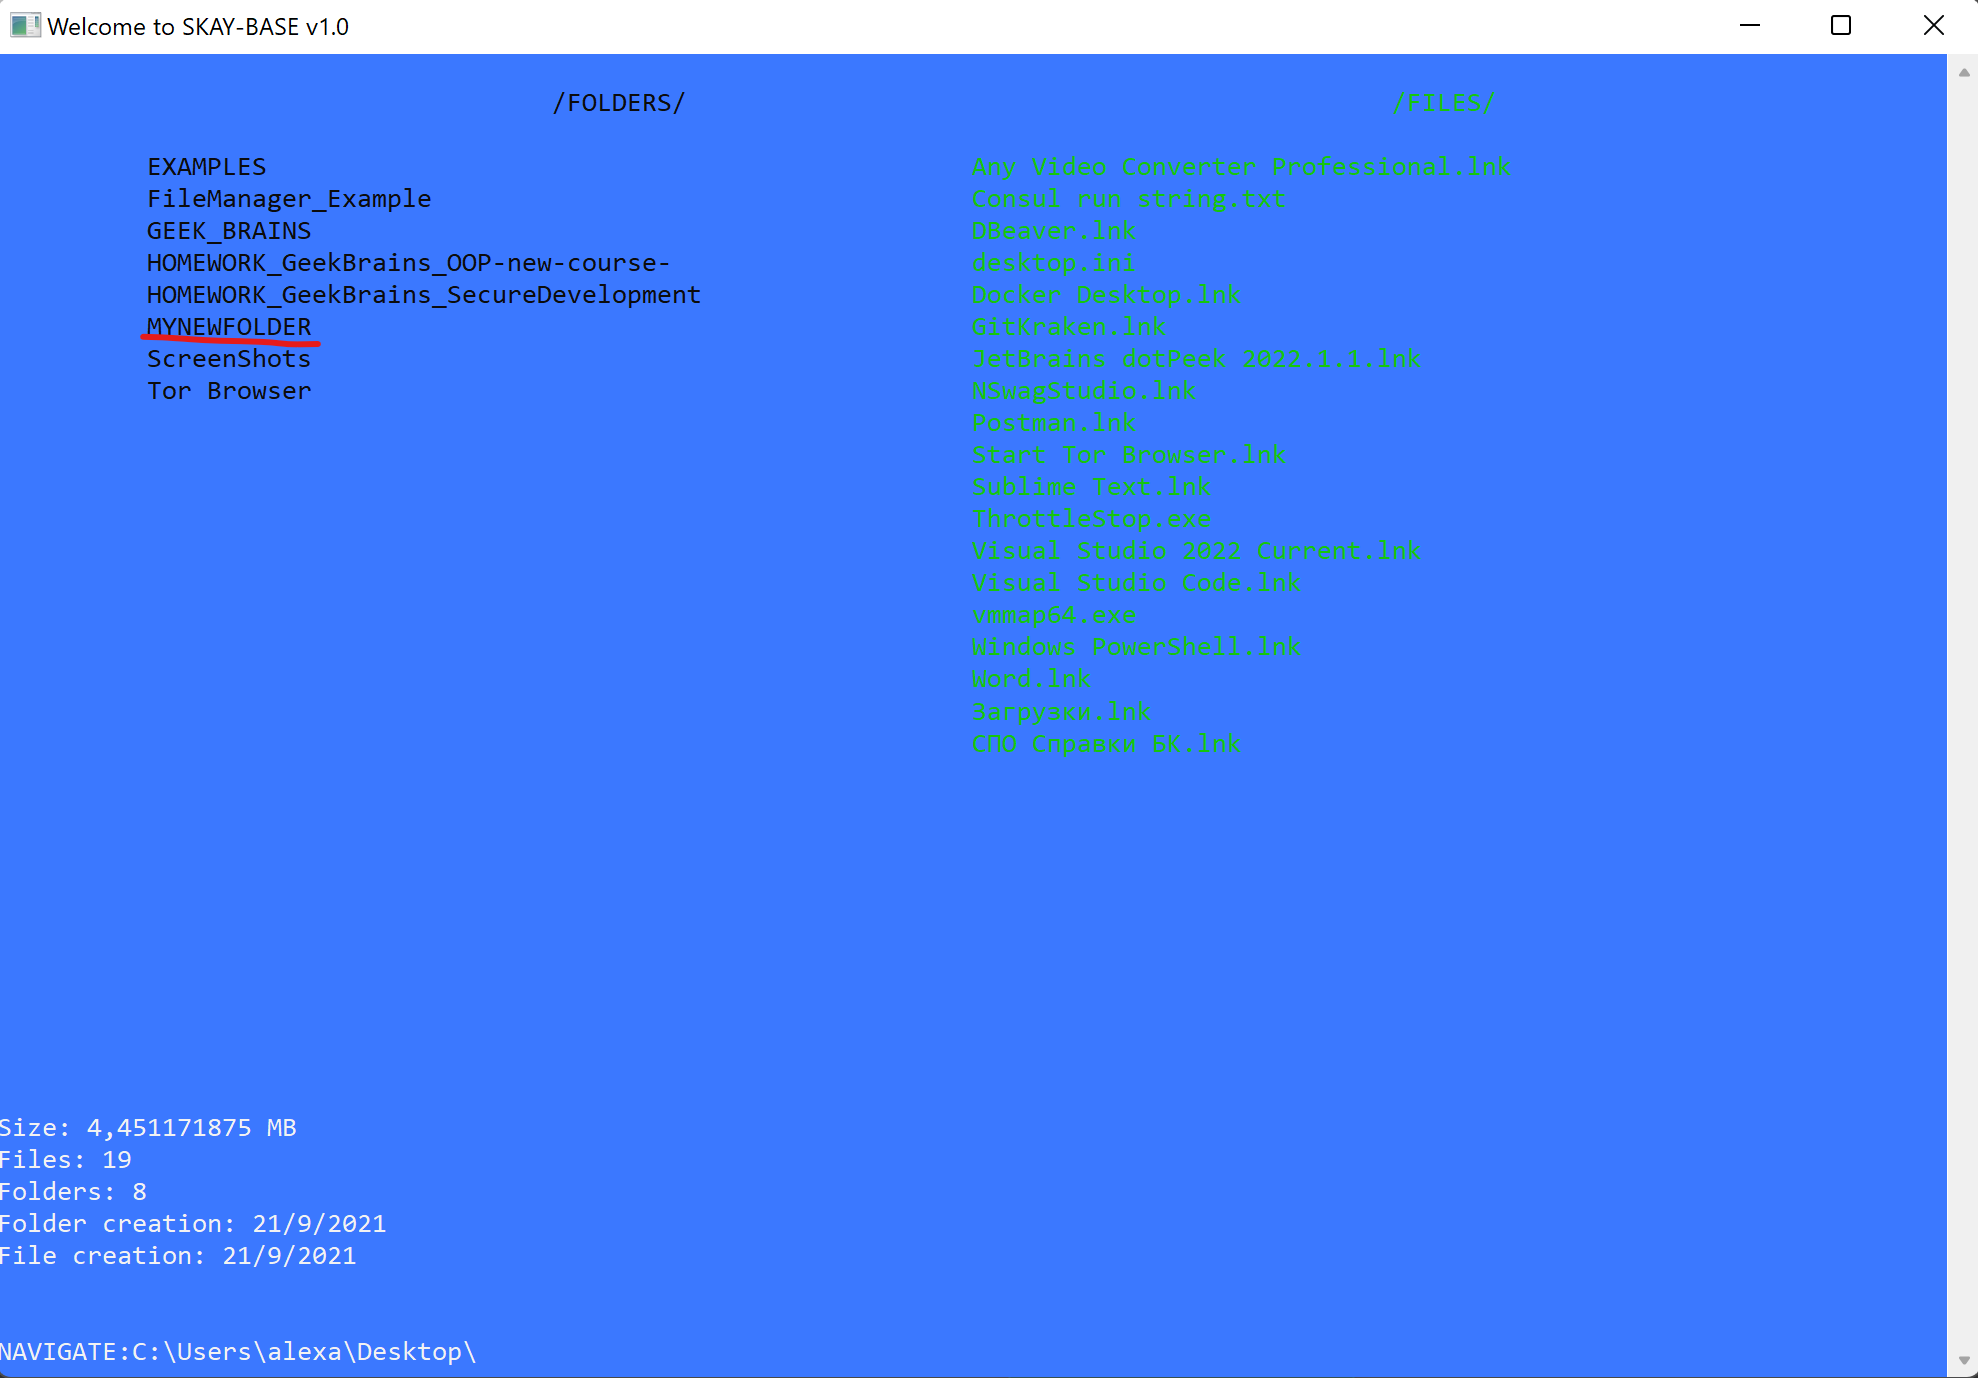 Welcome to SKAY-BASE v1.0
/FOLDERS/
/FILES/
EXAMPLES
FileManager_Example
GEEK_BRAINS
HOMEWORK_GeekBrains_OOP-new-course-
HOMEWORK_GeekBrains_SecureDevelopment
MYNEWFOLDER
ScreenShots
Tor Browser
Any Video Converter Professional.lnk
Consul run string.txt
DBeaver.lnk
desktop.ini
Docker Desktop.lnk
GitKraken.lnk
JetBrains dotPeek 2022.1.1.lnk
NSwagStudio.lnk
Postman.lnk
Start Tor Browser.lnk
Sublime Text.lnk
ThrottleStop.exe
Visual Studio 2022 Current.lnk
Visual Studio Code.lnk
vmmap64.exe
Windows PowerShell.lnk
Word.lnk
Загрузки.lnk
СПО Справки БК.lnk
Size: 4,451171875 MB
Files: 19
Folders: 8
Folder creation: 21/9/2021
File creation: 21/9/2021
NAVIGATE:C:\Users\alexa\Desktop\